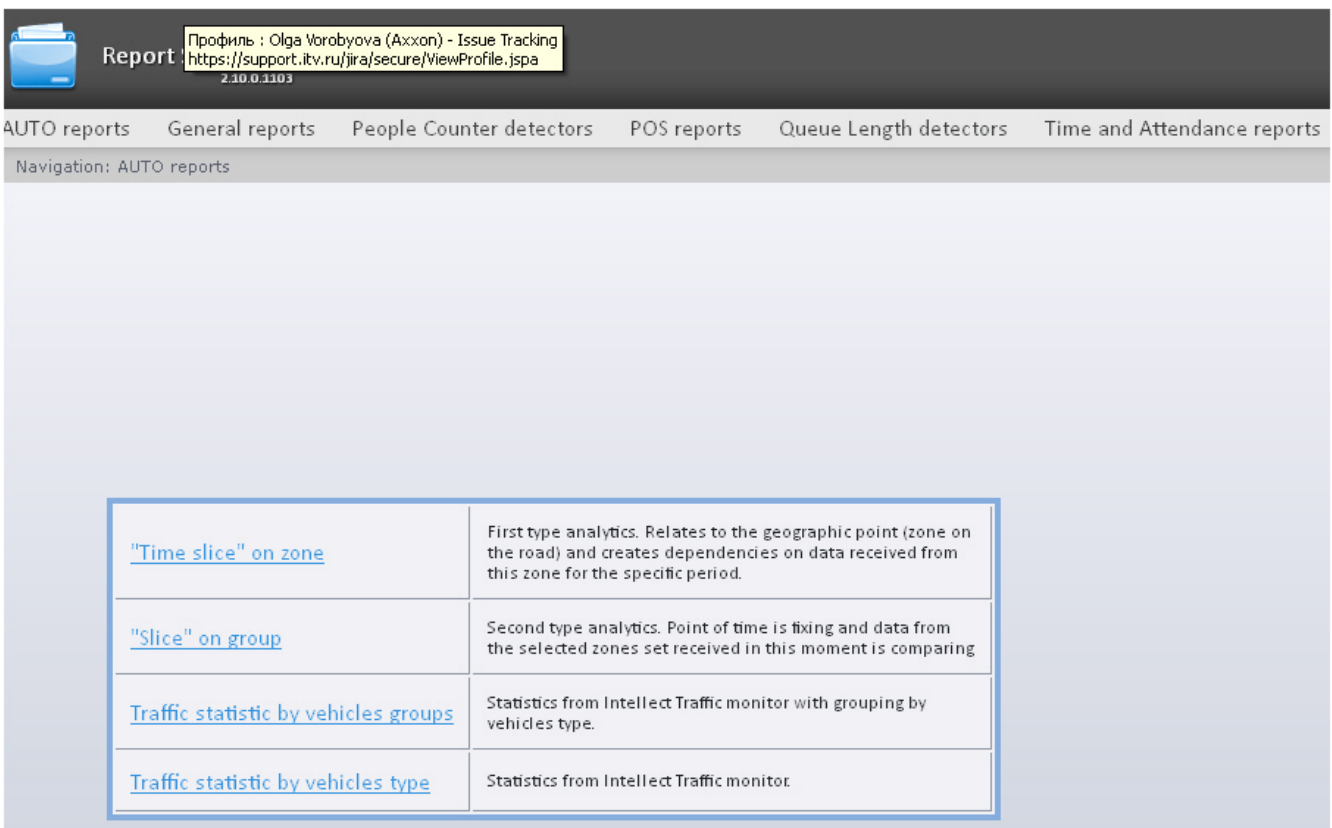 Профиль : Olga Vorobyova (Axxon) - Issue Tracking
https://support.itv.ru/jira/secure/ViewProfile.jspa
Report
2.10.0.1103
AUTO reports General reports People Counter detectors POS reports Queue Length detectors Time and Attendance reports
Navigation: AUTO reports
"Time slice" on zone
First type analytics. Relates to the geographic point (zone on
the road) and creates dependencies on data received from
this zone for the specific period.
"Slice" on group
Second type analytics. Point of time is fixing and data from
the selected zones set received in this moment is comparing
Traffic statistic by vehicles groups
Statistics from Intellect Traffic monitor with grouping by
vehicles type.
Traffic statistic by vehicles type
Statistics from Intellect Traffic monitor.